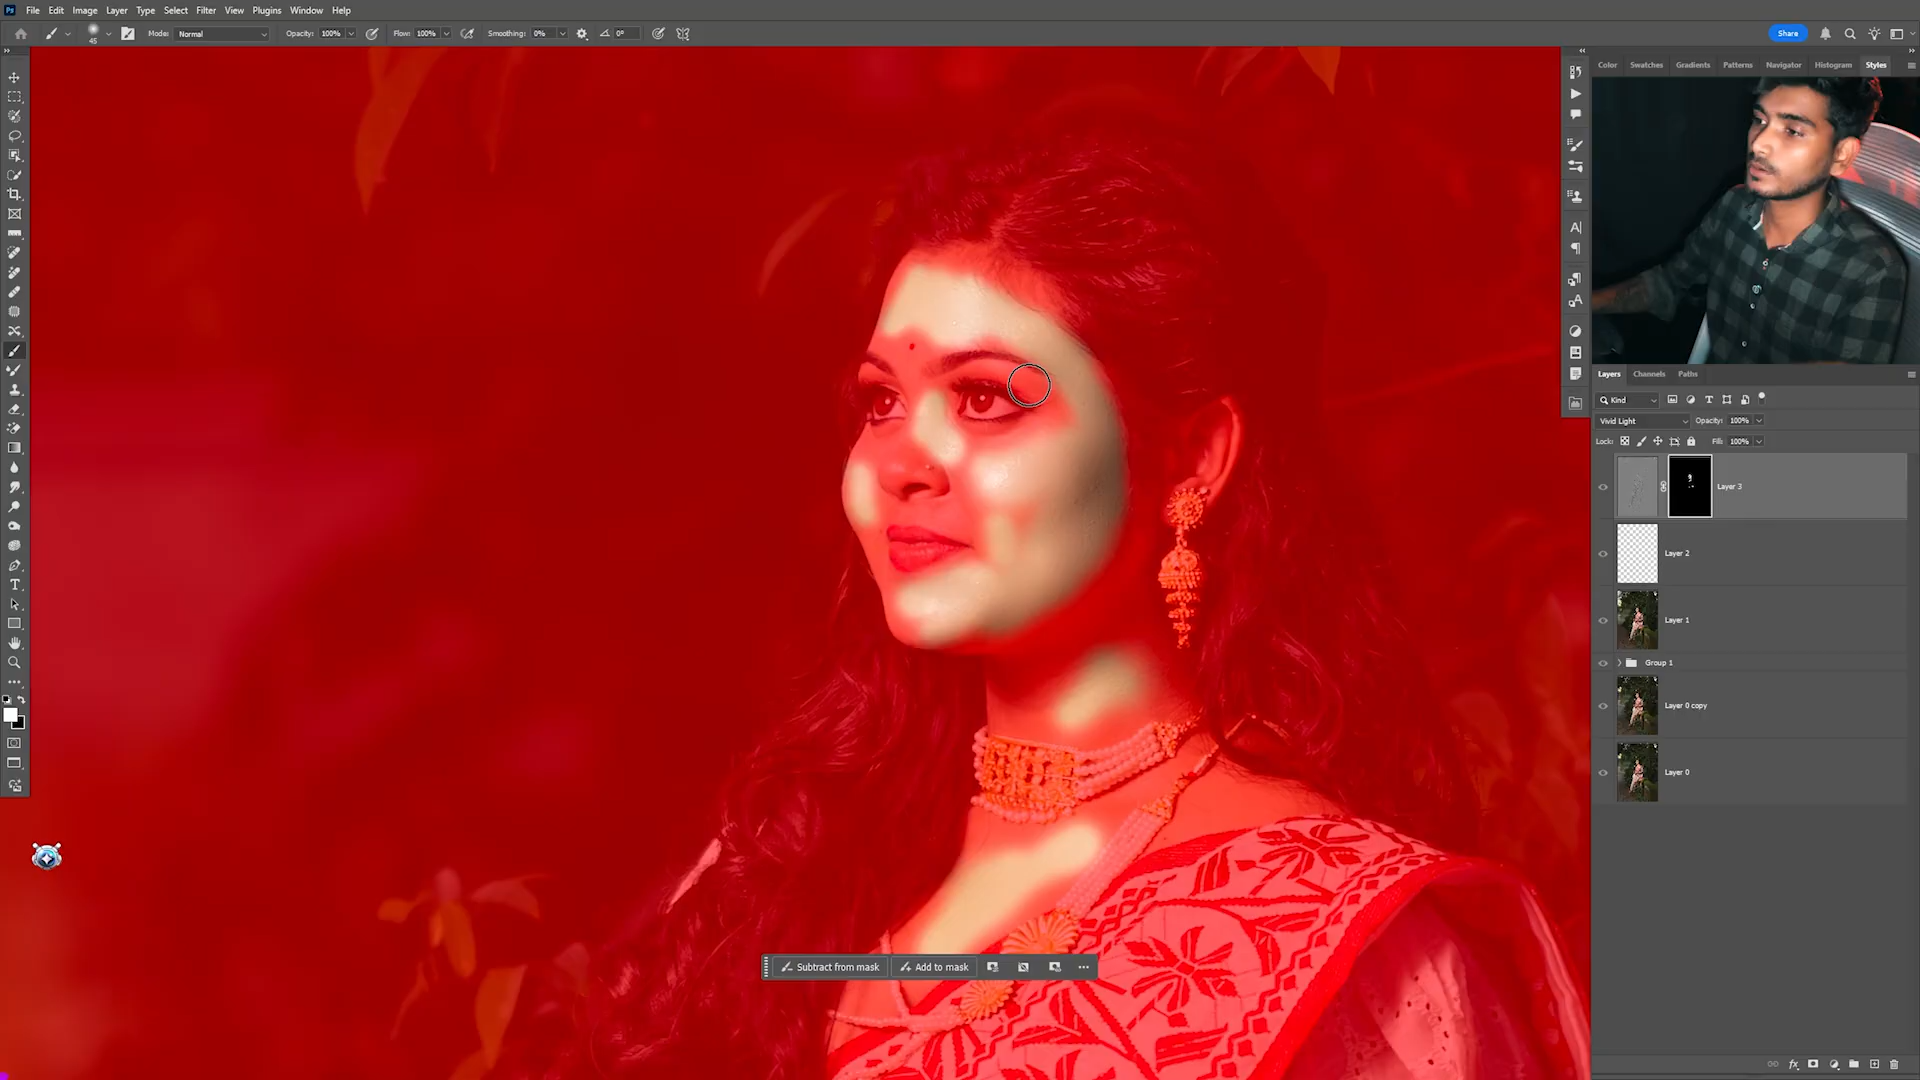 Ps File Edit Image Layer Type Select Filter View Plugins Window Help
45 Mode: Normal Opacity: 100% Flow: 100% Smoothing: 0% 0° Share
Color Swatches Gradients Patterns Navigator Histogram Styles
Layers Channels Paths
Kind
Vivid Light Opacity: 100%
Lock: Fill: 100%
Layer 3
Layer 2
Layer 1
Group 1
Layer 0 copy
Layer 0
Subtract from mask Add to mask